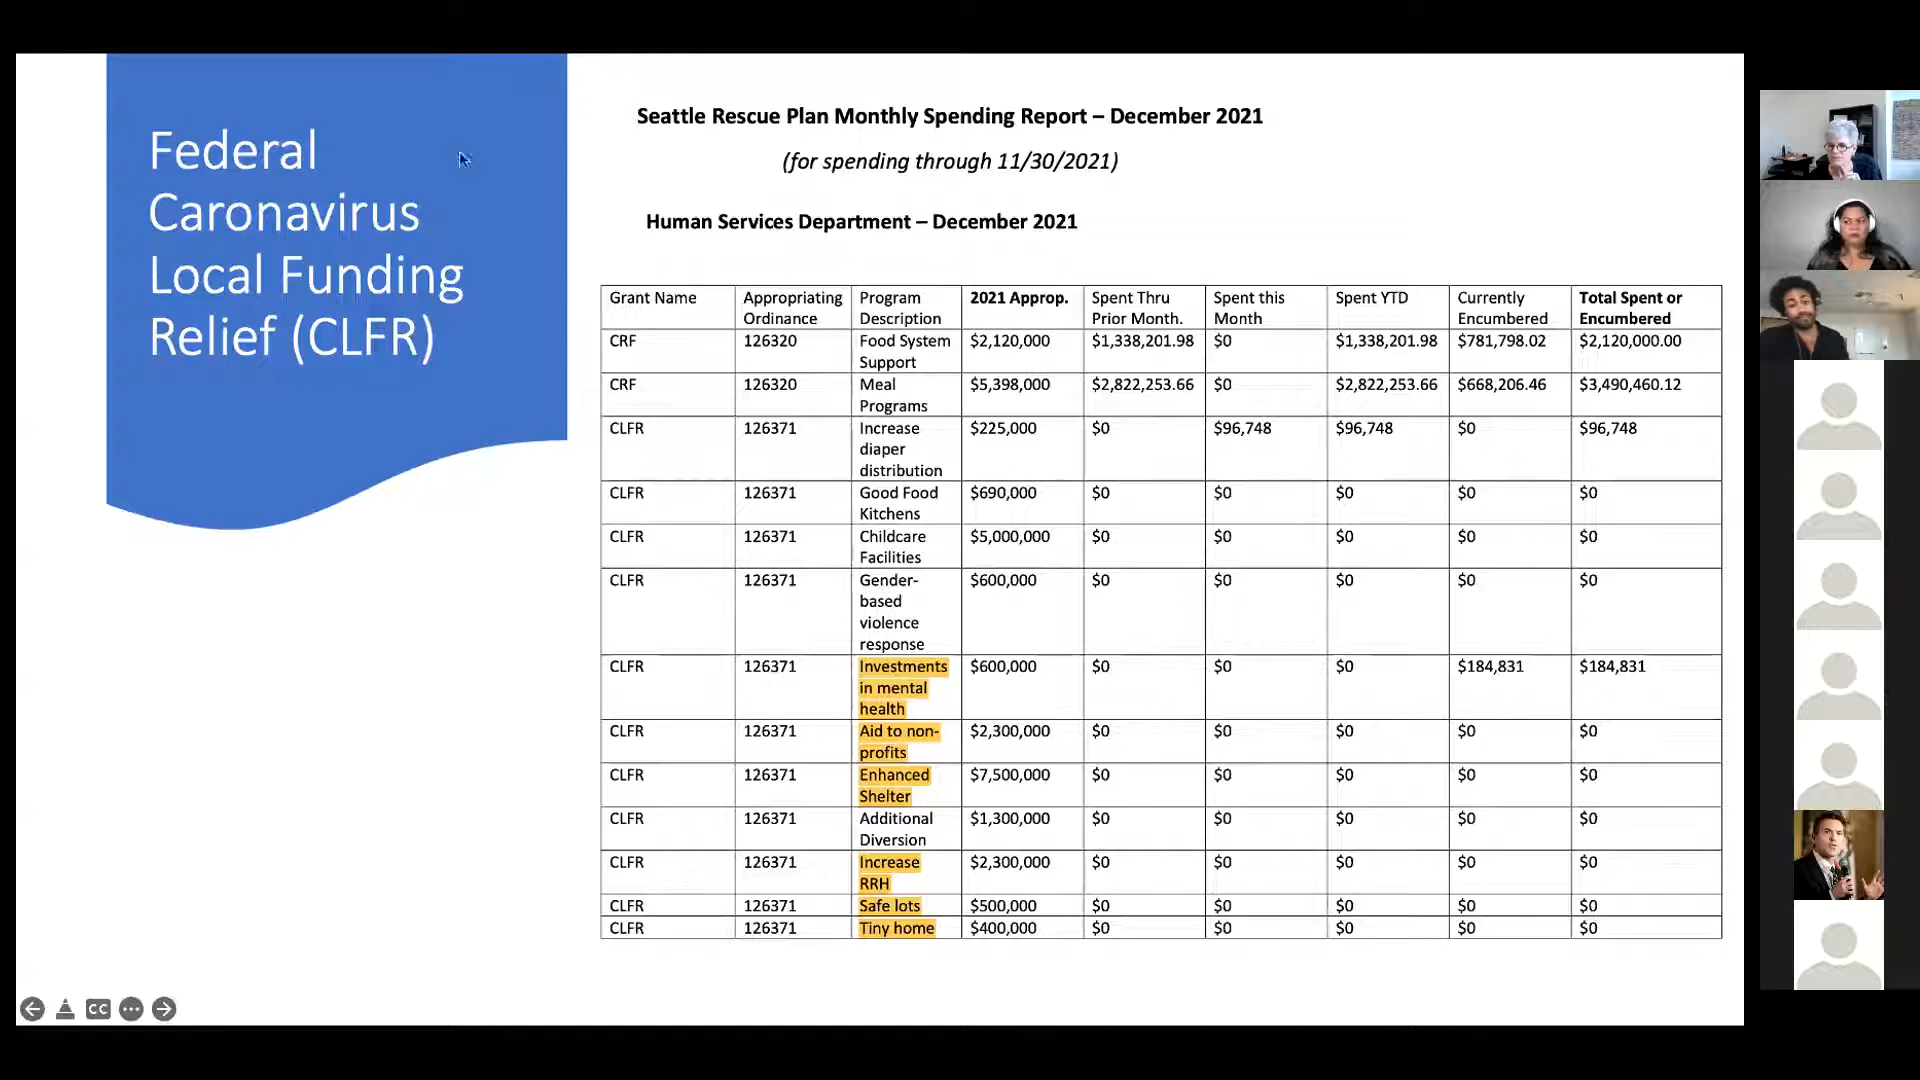 Federal
Caronavirus
Local Funding
Relief (CLFR)
Seattle Rescue Plan Monthly Spending Report – December 2021
(for spending through 11/30/2021)
Human Services Department – December 2021
Grant Name Appropriating Ordinance Program Description 2021 Approp. Spent Thru Prior Month. Spent this Month Spent YTD Currently Encumbered Total Spent or Encumbered
CRF 126320 Food System Support $2,120,000 $1,338,201.98 $0 $1,338,201.98 $781,798.02 $2,120,000.00
CRF 126320 Meal Programs $5,398,000 $2,822,253.66 $0 $2,822,253.66 $668,206.46 $3,490,460.12
CLFR 126371 Increase diaper distribution $225,000 $0 $96,748 $96,748 $0 $96,748
CLFR 126371 Good Food Kitchens $690,000 $0 $0 $0 $0 $0
CLFR 126371 Childcare Facilities $5,000,000 $0 $0 $0 $0 $0
CLFR 126371 Gender-based violence response $600,000 $0 $0 $0 $0 $0
CLFR 126371 Investments in mental health $600,000 $0 $0 $0 $184,831 $184,831
CLFR 126371 Aid to non-profits $2,300,000 $0 $0 $0 $0 $0
CLFR 126371 Enhanced Shelter $7,500,000 $0 $0 $0 $0 $0
CLFR 126371 Additional Diversion $1,300,000 $0 $0 $0 $0 $0
CLFR 126371 Increase RRH $2,300,000 $0 $0 $0 $0 $0
CLFR 126371 Safe lots $500,000 $0 $0 $0 $0 $0
CLFR 126371 Tiny home $400,000 $0 $0 $0 $0 $0
CC